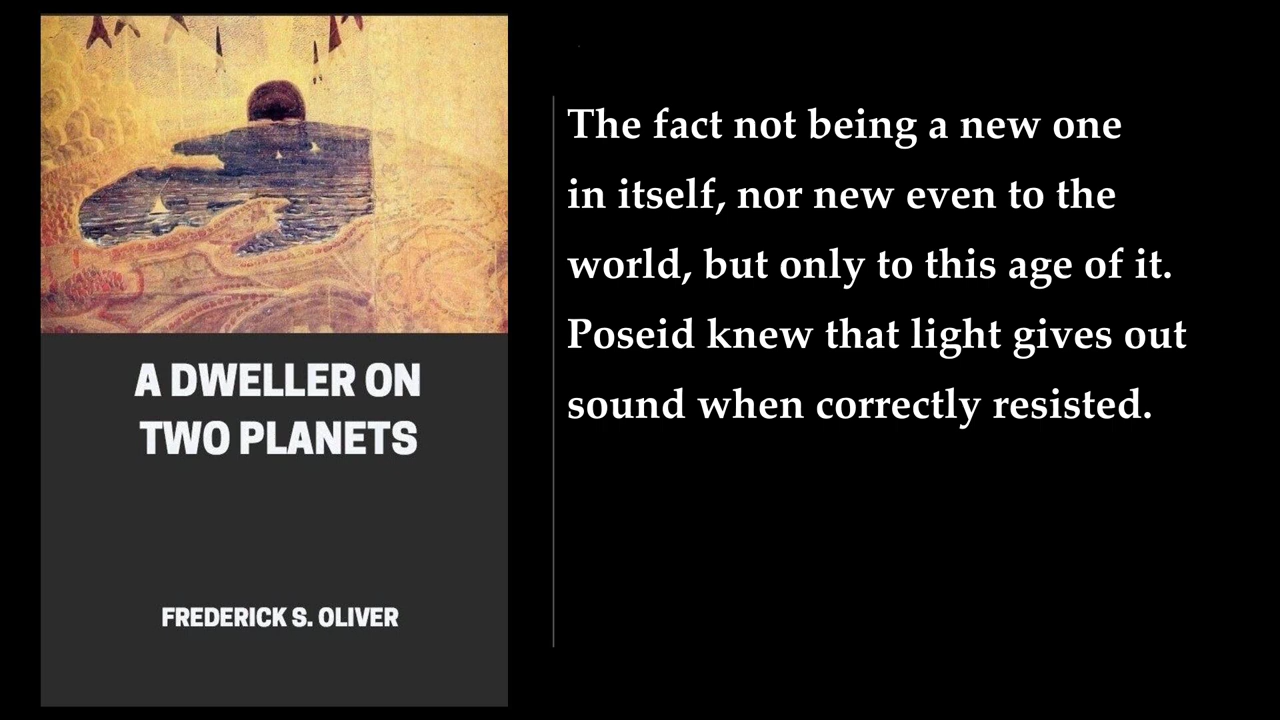 A DWELLER ON
TWO PLANETS
FREDERICK S. OLIVER
The fact not being a new one
in itself, nor new even to the
world, but only to this age of it.
Poseid knew that light gives out
sound when correctly resisted.